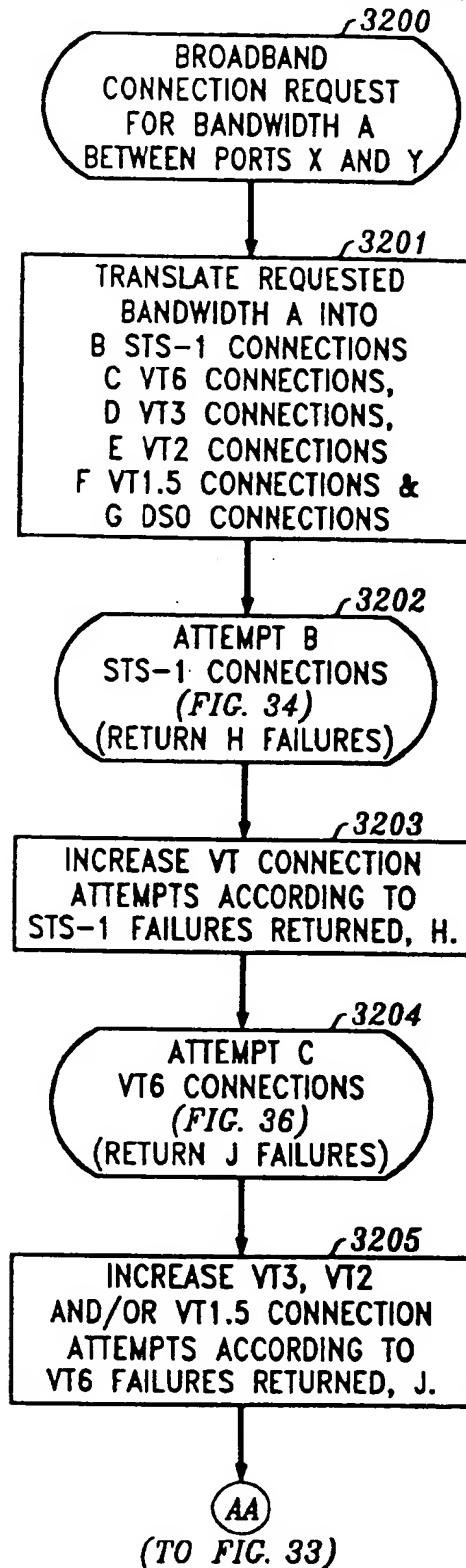 3200
BROADBAND
CONNECTION REQUEST
FOR BANDWIDTH A
BETWEEN PORTS X AND Y
3201
TRANSLATE REQUESTED
BANDWIDTH A INTO
B STS-1 CONNECTIONS
C VT6 CONNECTIONS,
D VT3 CONNECTIONS,
E VT2 CONNECTIONS
F VT1.5 CONNECTIONS &
G DS0 CONNECTIONS
3202
ATTEMPT B
STS-1 CONNECTIONS
(FIG. 34)
(RETURN H FAILURES)
3203
INCREASE VT CONNECTION
ATTEMPTS ACCORDING TO
STS-1 FAILURES RETURNED, H.
3204
ATTEMPT C
VT6 CONNECTIONS
(FIG. 36)
(RETURN J FAILURES)
3205
INCREASE VT3, VT2
AND/OR VT1.5 CONNECTION
ATTEMPTS ACCORDING TO
VT6 FAILURES RETURNED, J.
AA
(TO FIG. 33)